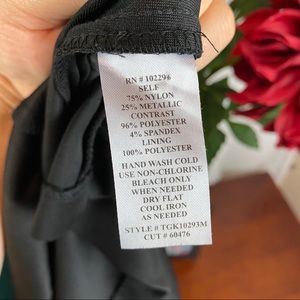 RN # 102296
SELF
75% NYLON
25% METALLIC
CONTRAST
96% POLYESTER
4% SPANDEX
LINING
100% POLYESTER
HAND WASH COLD
USE NON-CHLORINE
BLEACH ONLY
WHEN NEEDED
DRY FLAT
COOL IRON
AS NEEDED
STYLE # TGK10293M
CUT # 60476